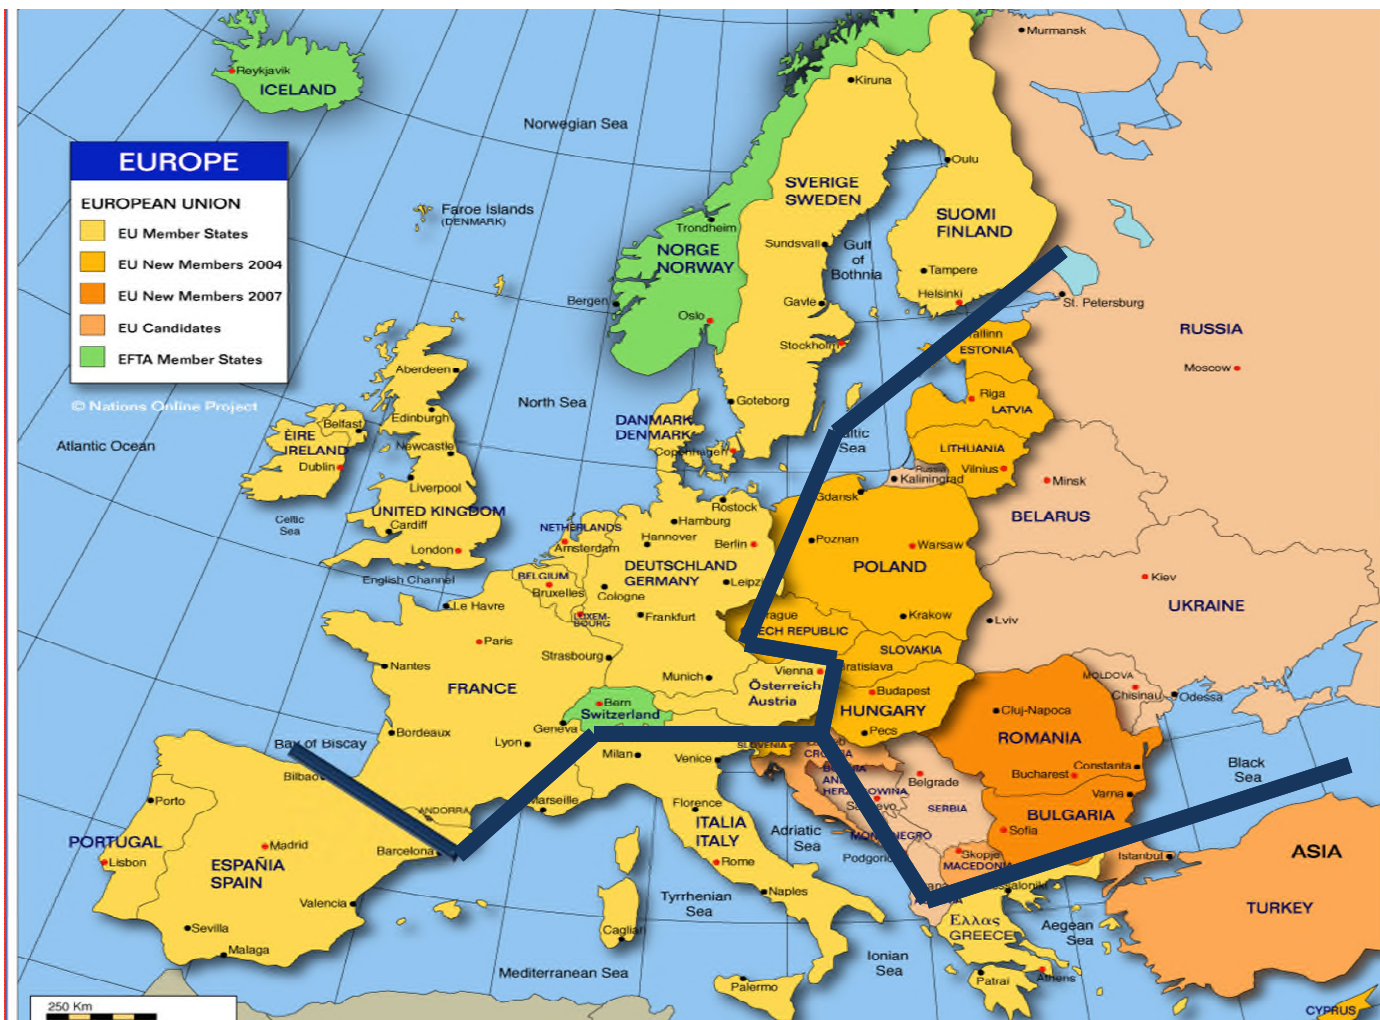 Murmansk
Reykjavik
ICELAND
Kiruna
Norwegian Sea
EUROPE
EUROPEAN UNION
EU Member States
EU New Members 2004
EU New Members 2007
EU Candidates
EFTA Member States
© Nations Online Project
Oulu
SVERIGE
SWEDEN
Faroe Islands
(DENMARK)
SUOMI
FINLAND
Trondheim
NORGE
NORWAY
Sundsvall
Gulf
of
Bothnia
Tampere
Helsinki
Bergen
Gavle
St. Petersburg
Oslo
RUSSIA
Stockholm
ESTONIA
Moscow
Aberdeen
North Sea
Goteborg
Riga
LATVIA
Edinburgh
DANMARK
DENMARK
Belfast
ÉIRE
IRELAND
Newcastle
Atlantic Ocean
Copenhagen
Sea
LITHUANIA
Russia
Vilnius
Kaliningrad
Dublin
Liverpool
Minsk
Gdansk
Rostock
UNITED KINGDOM
Celtic
Sea
Cardiff
NETHERLANDS
Hamburg
Hannover
BELARUS
London
Amsterdam
Berlin
Poznan
Warsaw
English Channel
BELGIUM
Bruxelles
DEUTSCHLAND
GERMANY
Leipzig
POLAND
Kiev
Cologne
Le Havre
LUXEM-
BOURG
Frankfurt
Krakow
Lviv
UKRAINE
Paris
REPUBLIC
SLOVAKIA
Strasbourg
Nantes
Munich
Vienna
FRANCE
Österreich
Austria
Budapest
HUNGARY
MOLDOVA
Chisinau
Odessa
Bern
Switzerland
Geneva
Cluj-Napoca
Bordeaux
Lyon
Pecs
ROMANIA
Bay of Biscay
Milan
Venice
SLOVENIA
CROATIA
Bilbao
Belgrade
Bucharest
Constanta
Black
Sea
Porto
ANDORRA
Marseille
Florence
SERBIA
Varna
BULGARIA
ITALIA
ITALY
Adriatic
Sea
Sofia
PORTUGAL
Lisbon
Madrid
ESPAÑIA
SPAIN
Barcelona
Rome
Skopje
MACEDONIA
Istanbul
ASIA
Naples
Valencia
Tyrrhenian
Sea
TURKEY
Ελλας
GREECE
Aegean
Sea
Sevilla
Malaga
Ionian
Sea
Mediterranean Sea
Palermo
Patrai
Athens
250 Km
CYPRUS